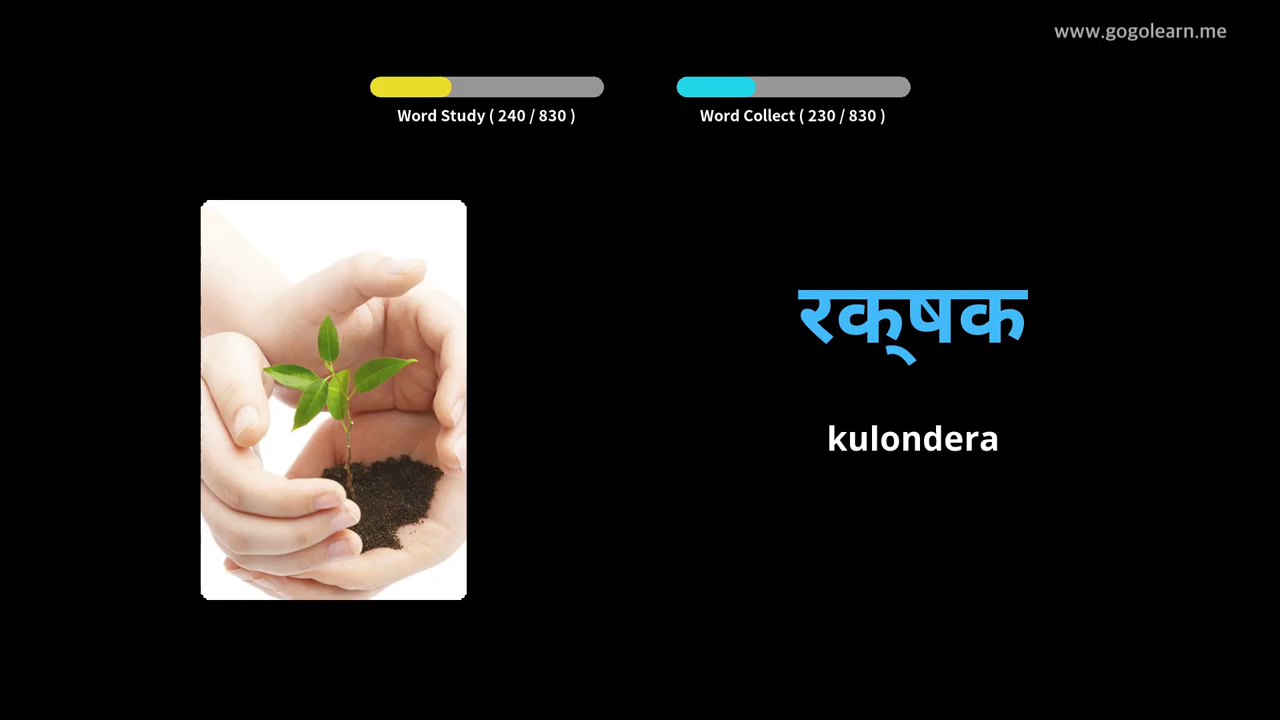 www.gogolearn.me
Word Study ( 240 / 830 )
Word Collect ( 230 / 830 )
रक्‌षक
kulondera